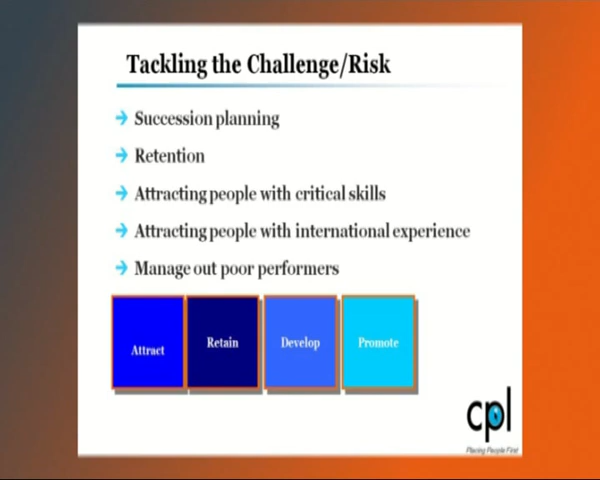 Tackling the Challenge/Risk
Succession planning
Retention
Attracting people with critical skills
Attracting people with international experience
Manage out poor performers
Attract
Retain
Develop
Promote
cpl
Placing People First